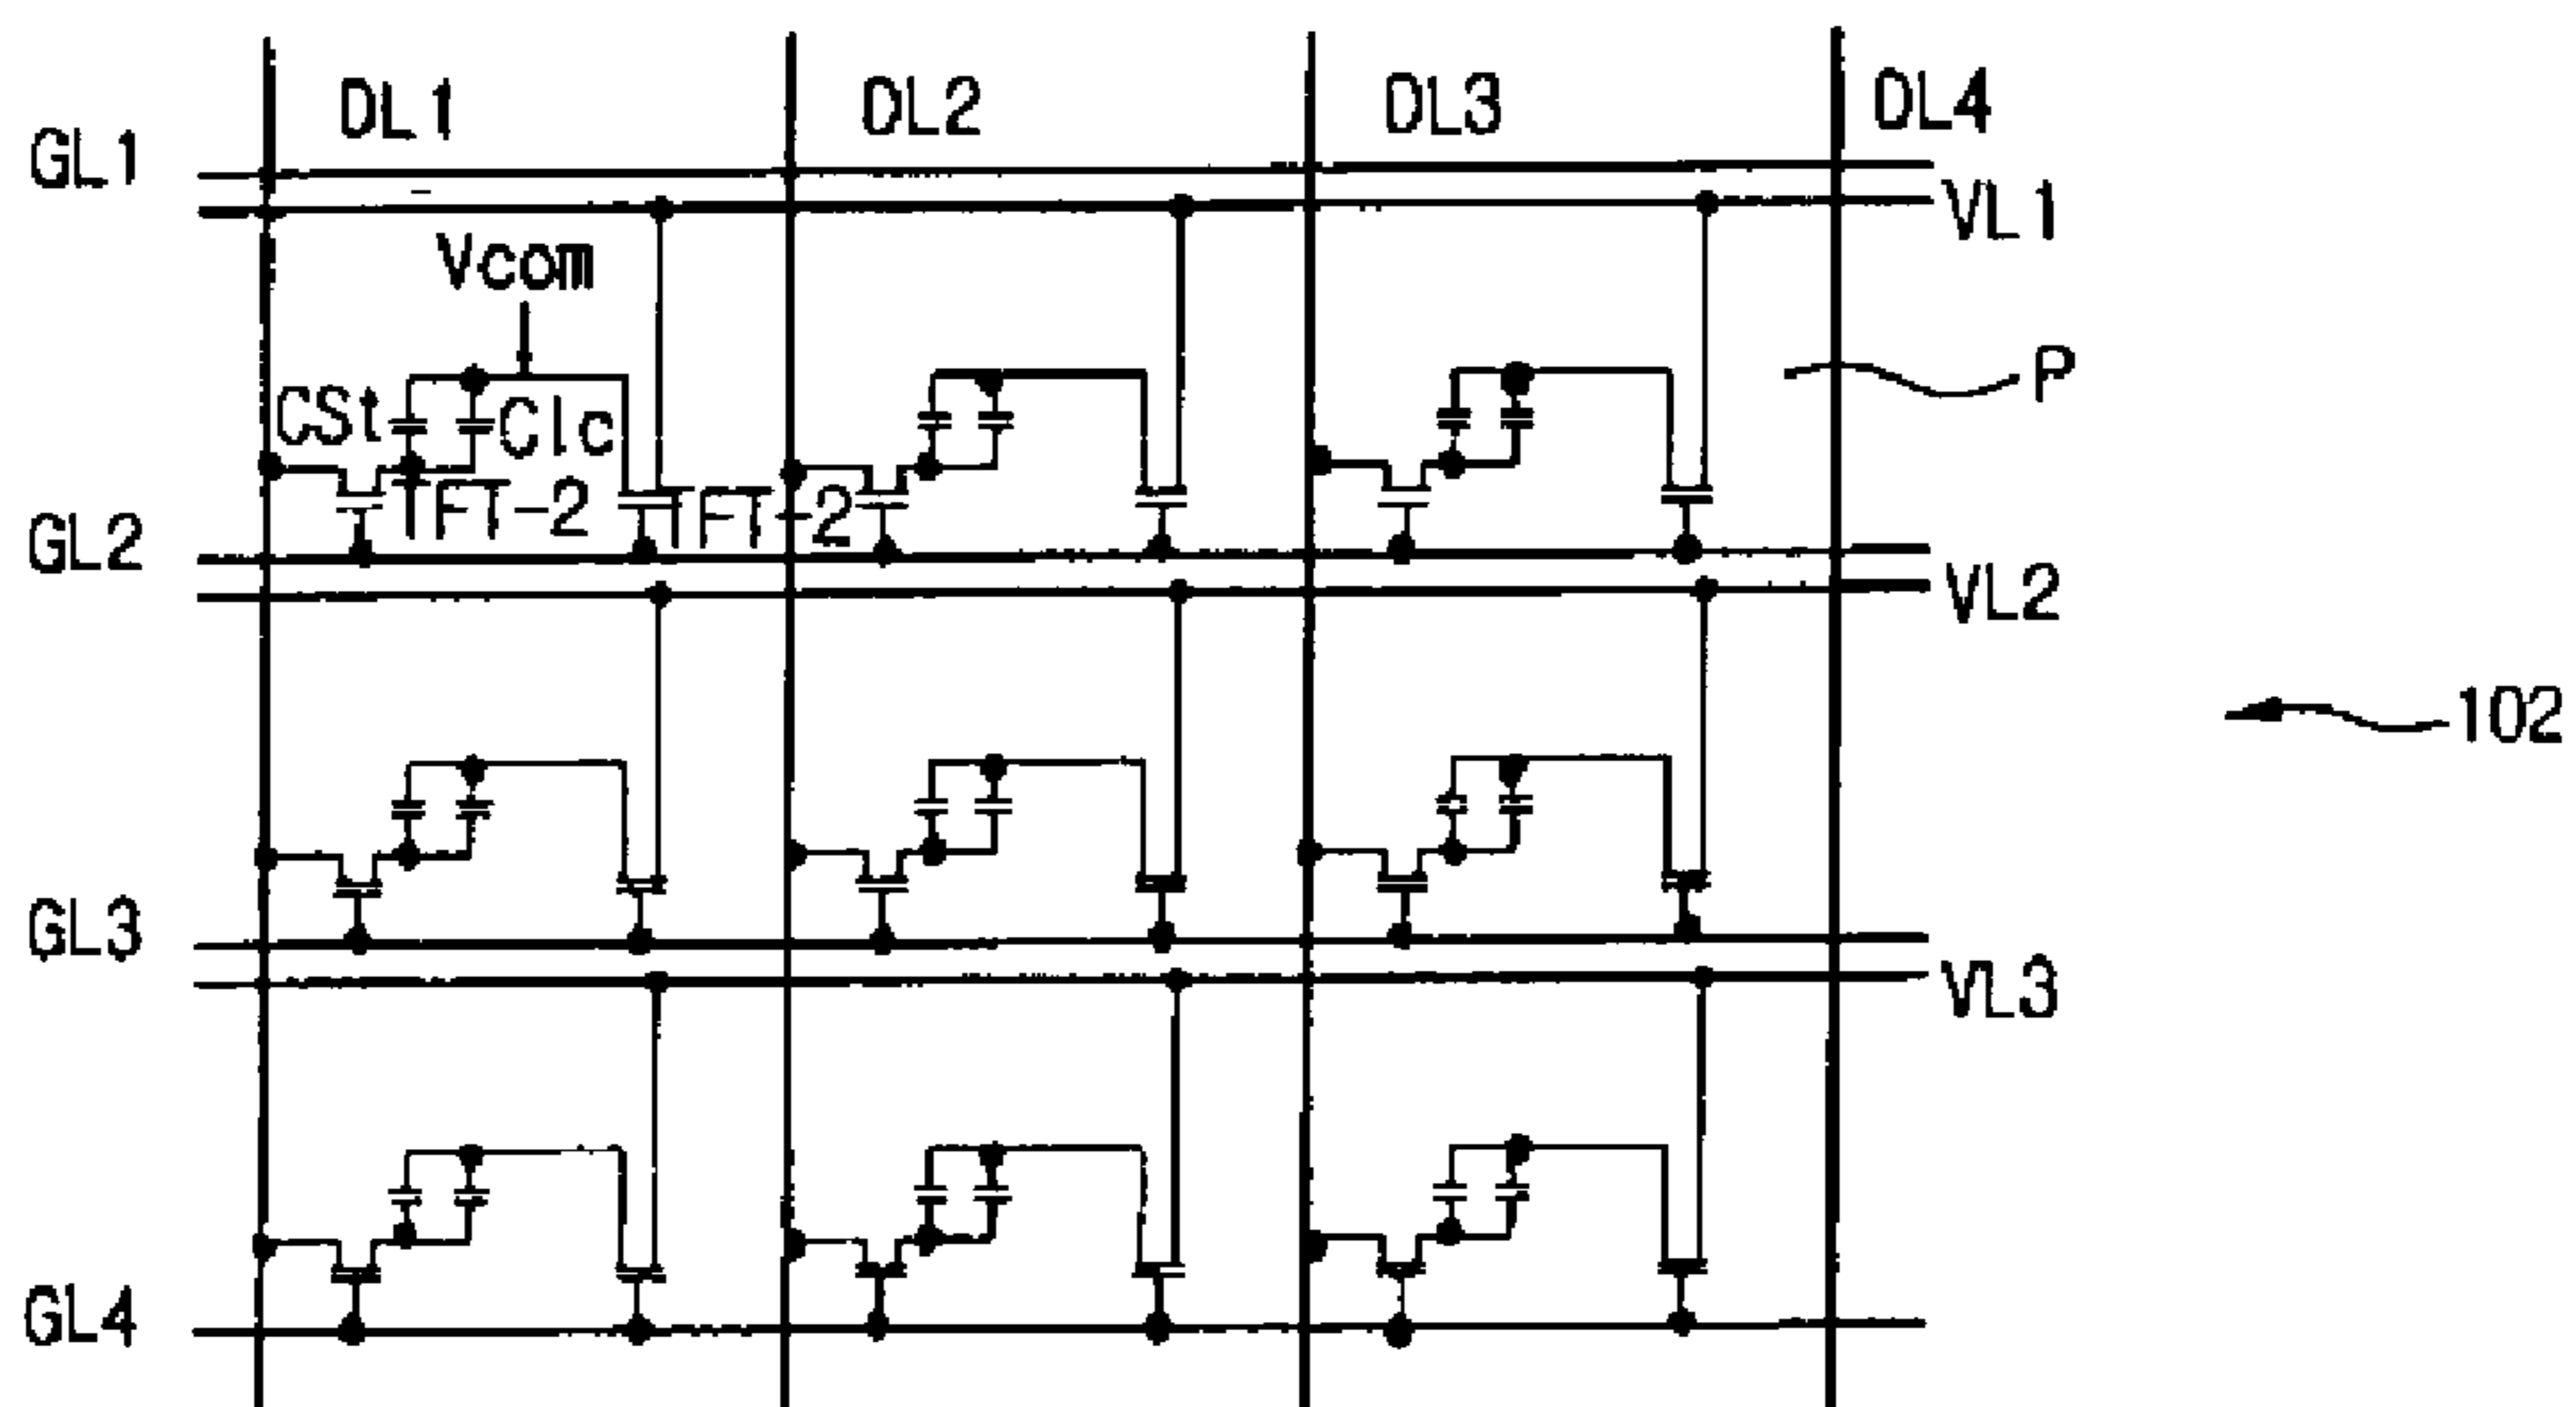 DL1 DL2 DL3 DL4
GL1
VL1
Vcom
P
CSt Clc
TFT-2 TFT-2
GL2
VL2
102
GL3
VL3
GL4